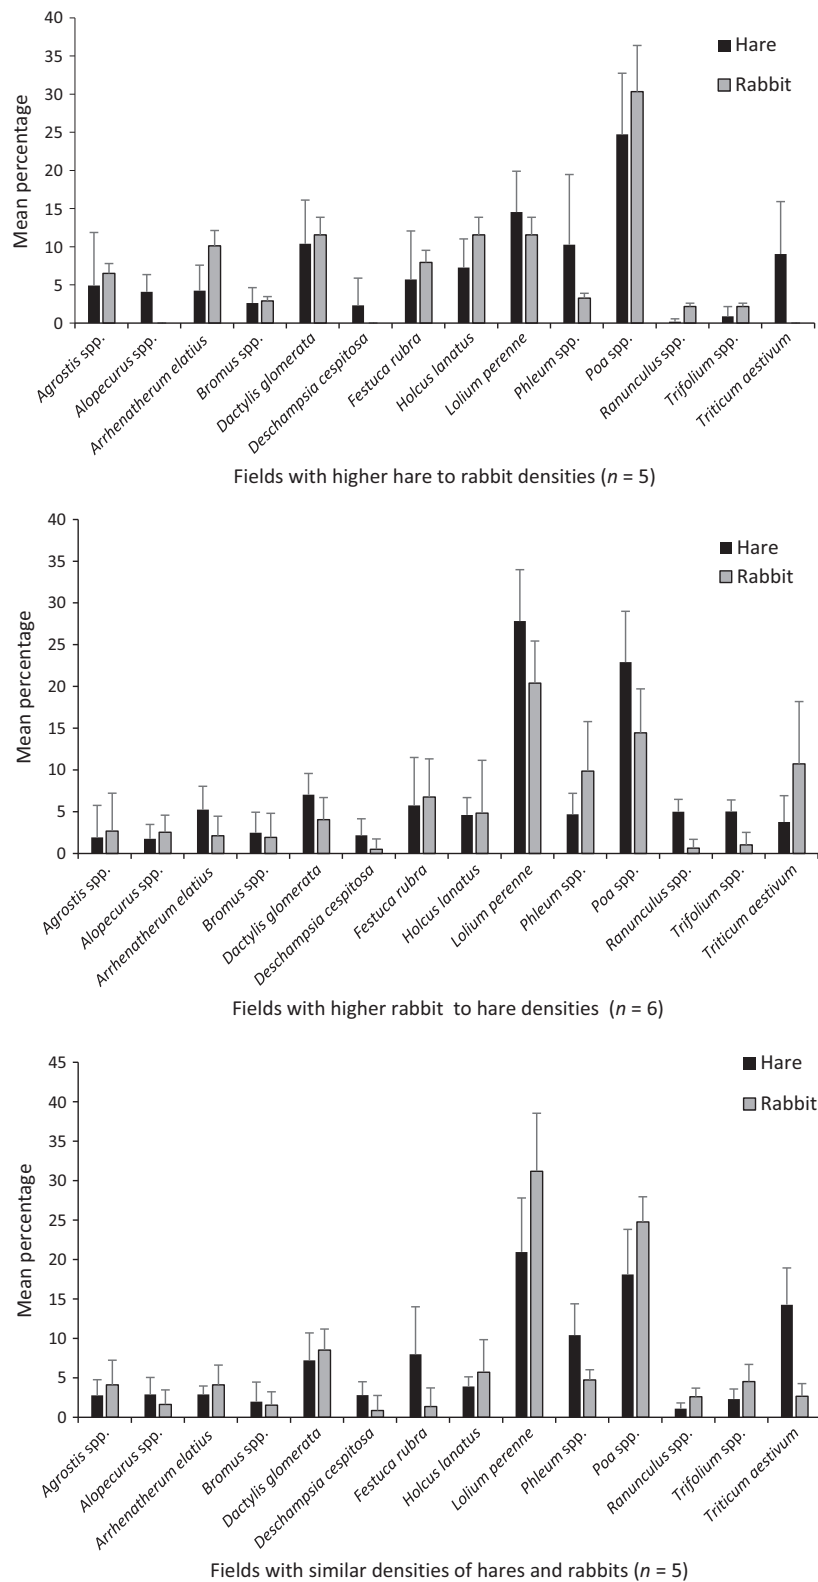 40
35
30
25
20
15
10
5
0
Mean percentage
Hare
Rabbit
Agrostis spp.
Alopecurus spp.
Arrhenatherum elatius
Bromus spp.
Dactylis glomerata
Deschampsia cespitosa
Festuca rubra
Holcus lanatus
Lolium perenne
Phleum spp.
Poa spp.
Ranunculus spp.
Trifolium spp.
Triticum aestivum
Fields with higher hare to rabbit densities (n = 5)
40
35
30
25
20
15
10
5
0
Mean percentage
Hare
Rabbit
Agrostis spp.
Alopecurus spp.
Arrhenatherum elatius
Bromus spp.
Dactylis glomerata
Deschampsia cespitosa
Festuca rubra
Holcus lanatus
Lolium perenne
Phleum spp.
Poa spp.
Ranunculus spp.
Trifolium spp.
Triticum aestivum
Fields with higher rabbit to hare densities (n = 6)
45
40
35
30
25
20
15
10
5
0
Mean percentage
Hare
Rabbit
Agrostis spp.
Alopecurus spp.
Arrhenatherum elatius
Bromus spp.
Dactylis glomerata
Deschampsia cespitosa
Festuca rubra
Holcus lanatus
Lolium perenne
Phleum spp.
Poa spp.
Ranunculus spp.
Trifolium spp.
Triticum aestivum
Fields with similar densities of hares and rabbits (n = 5)